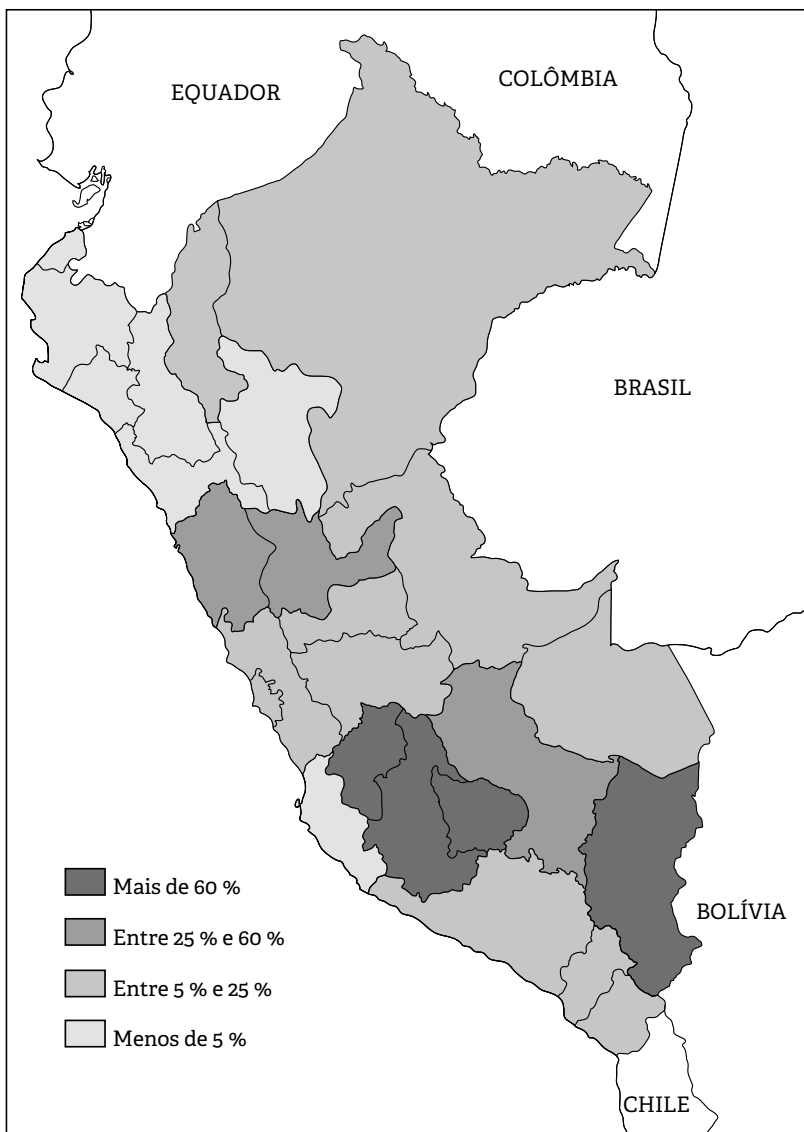 EQUADOR
COLÔMBIA
BRASIL
BOLÍVIA
CHILE
Mais de 60 %
Entre 25 % e 60 %
Entre 5 % e 25 %
Menos de 5 %